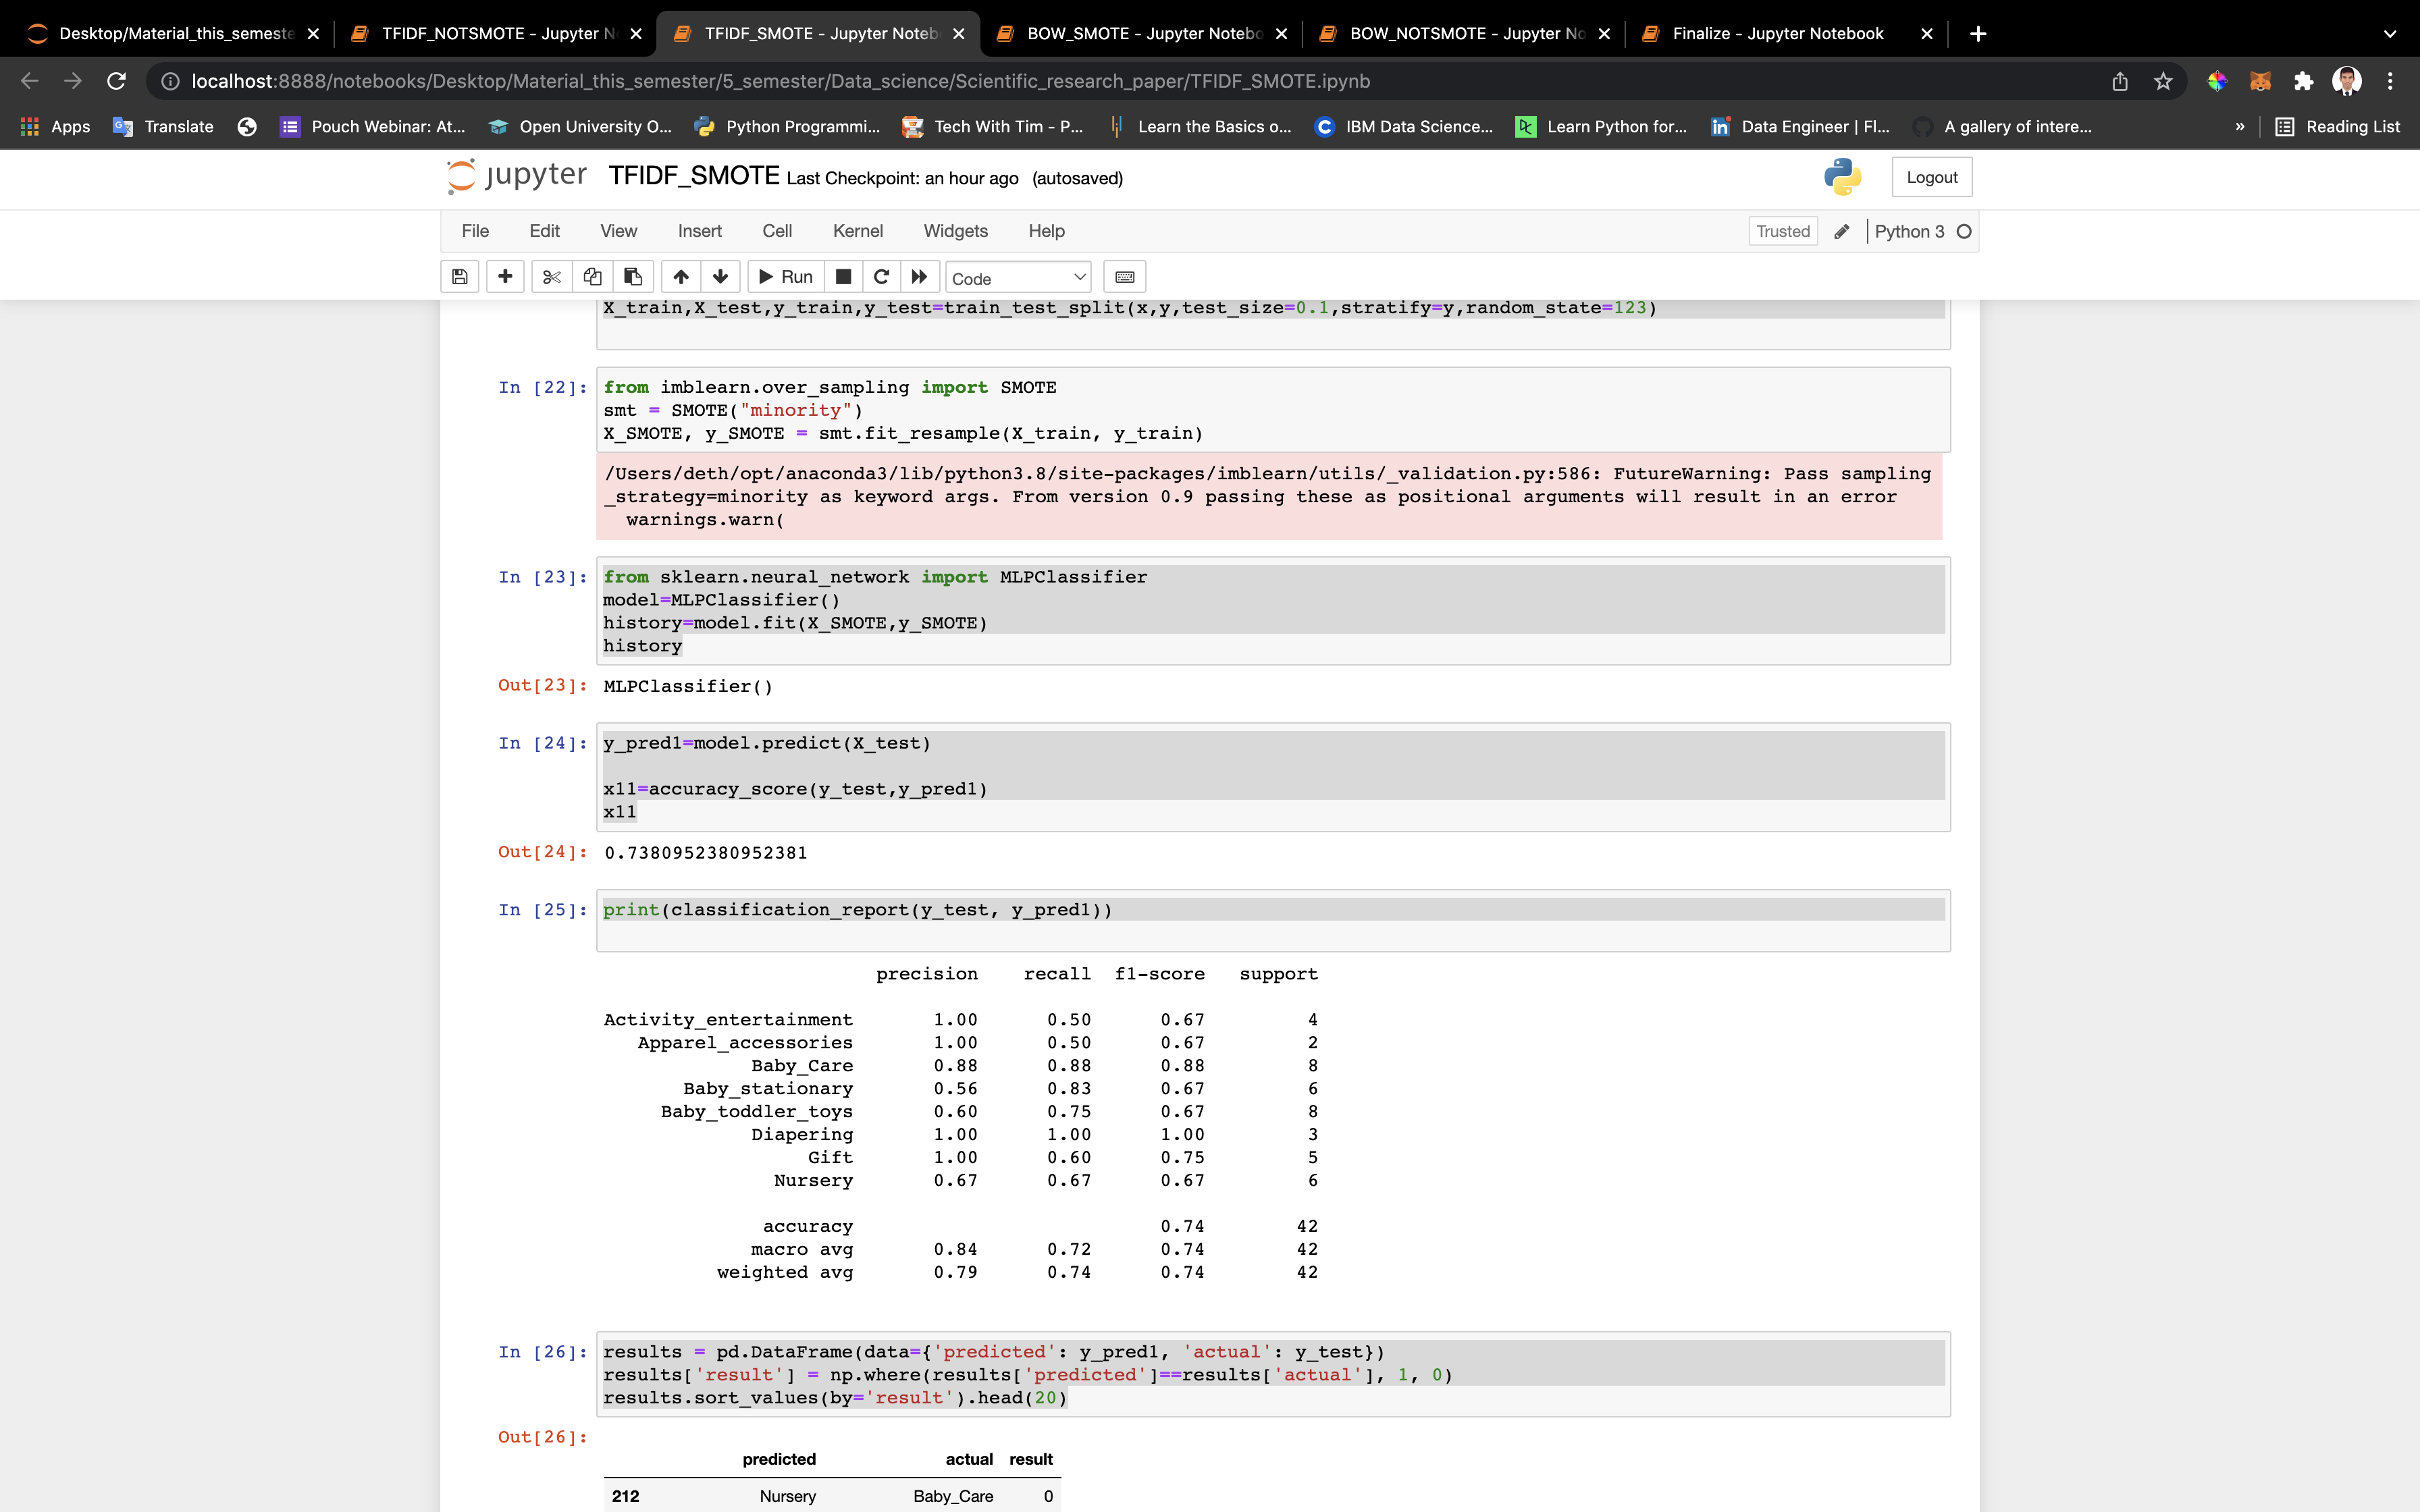 Desktop/Material_this_semeste
TFIDF_NOTSMOTE - Jupyter N
TFIDF_SMOTE - Jupyter Noteb
BOW_SMOTE - Jupyter Notebo
BOW_NOTSMOTE - Jupyter No
Finalize - Jupyter Notebook
localhost:8888/notebooks/Desktop/Material_this_semester/5_semester/Data_science/Scientific_research_paper/TFIDF_SMOTE.ipynb
Apps Translate Pouch Webinar: At... Open University O... Python Programmi... Tech With Tim - P... Learn the Basics o... IBM Data Science... Learn Python for... Data Engineer | Fl... A gallery of intere... » Reading List
jupyter TFIDF_SMOTE Last Checkpoint: an hour ago (autosaved) Logout
File Edit View Insert Cell Kernel Widgets Help Trusted Python 3
Run Code
X_train,X_test,y_train,y_test=train_test_split(x,y,test_size=0.1,stratify=y,random_state=123)
In [22]: from imblearn.over_sampling import SMOTE
smt = SMOTE("minority")
X_SMOTE, y_SMOTE = smt.fit_resample(X_train, y_train)
/Users/deth/opt/anaconda3/lib/python3.8/site-packages/imblearn/utils/_validation.py:586: FutureWarning: Pass sampling
_strategy=minority as keyword args. From version 0.9 passing these as positional arguments will result in an error
warnings.warn(
In [23]: from sklearn.neural_network import MLPClassifier
model=MLPClassifier()
history=model.fit(X_SMOTE,y_SMOTE)
history
Out[23]: MLPClassifier()
In [24]: y_pred1=model.predict(X_test)
x11=accuracy_score(y_test,y_pred1)
x11
Out[24]: 0.7380952380952381
In [25]: print(classification_report(y_test, y_pred1))
precision recall f1-score support
Activity_entertainment 1.00 0.50 0.67 4
Apparel_accessories 1.00 0.50 0.67 2
Baby_Care 0.88 0.88 0.88 8
Baby_stationary 0.56 0.83 0.67 6
Baby_toddler_toys 0.60 0.75 0.67 8
Diapering 1.00 1.00 1.00 3
Gift 1.00 0.60 0.75 5
Nursery 0.67 0.67 0.67 6
accuracy 0.74 42
macro avg 0.84 0.72 0.74 42
weighted avg 0.79 0.74 0.74 42
In [26]: results = pd.DataFrame(data={'predicted': y_pred1, 'actual': y_test})
results['result'] = np.where(results['predicted']==results['actual'], 1, 0)
results.sort_values(by='result').head(20)
Out[26]:
predicted actual result
212 Nursery Baby_Care 0